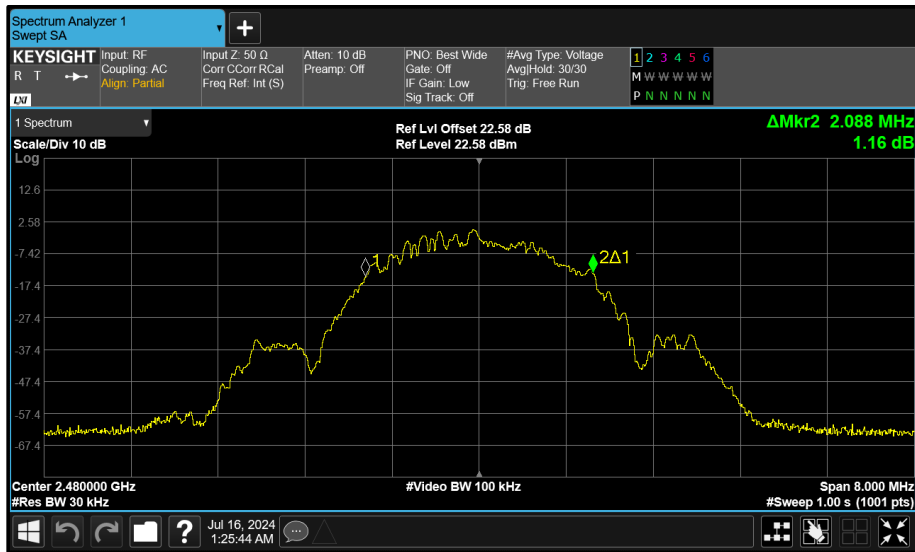 Spectrum Analyzer 1
Swept SA
+
KEYSIGHT
R T
LXI
Input: RF
Coupling: AC
Align: Partial
Input Z: 50 Ω
Corr CCorr RCal
Freq Ref: Int (S)
Atten: 10 dB
Preamp: Off
PNO: Best Wide
Gate: Off
IF Gain: Low
Sig Track: Off
#Avg Type: Voltage
Avg|Hold: 30/30
Trig: Free Run
1 2 3 4 5 6
M W W W W W
P N N N N N
1 Spectrum
Scale/Div 10 dB
Ref Lvl Offset 22.58 dB
Ref Level 22.58 dBm
ΔMkr2 2.088 MHz
1.16 dB
Log
12.6
2.58
-7.42
-17.4
-27.4
-37.4
-47.4
-57.4
-67.4
1
2Δ1
Center 2.480000 GHz
#Res BW 30 kHz
#Video BW 100 kHz
Span 8.000 MHz
#Sweep 1.00 s (1001 pts)
?
Jul 16, 2024
1:25:44 AM